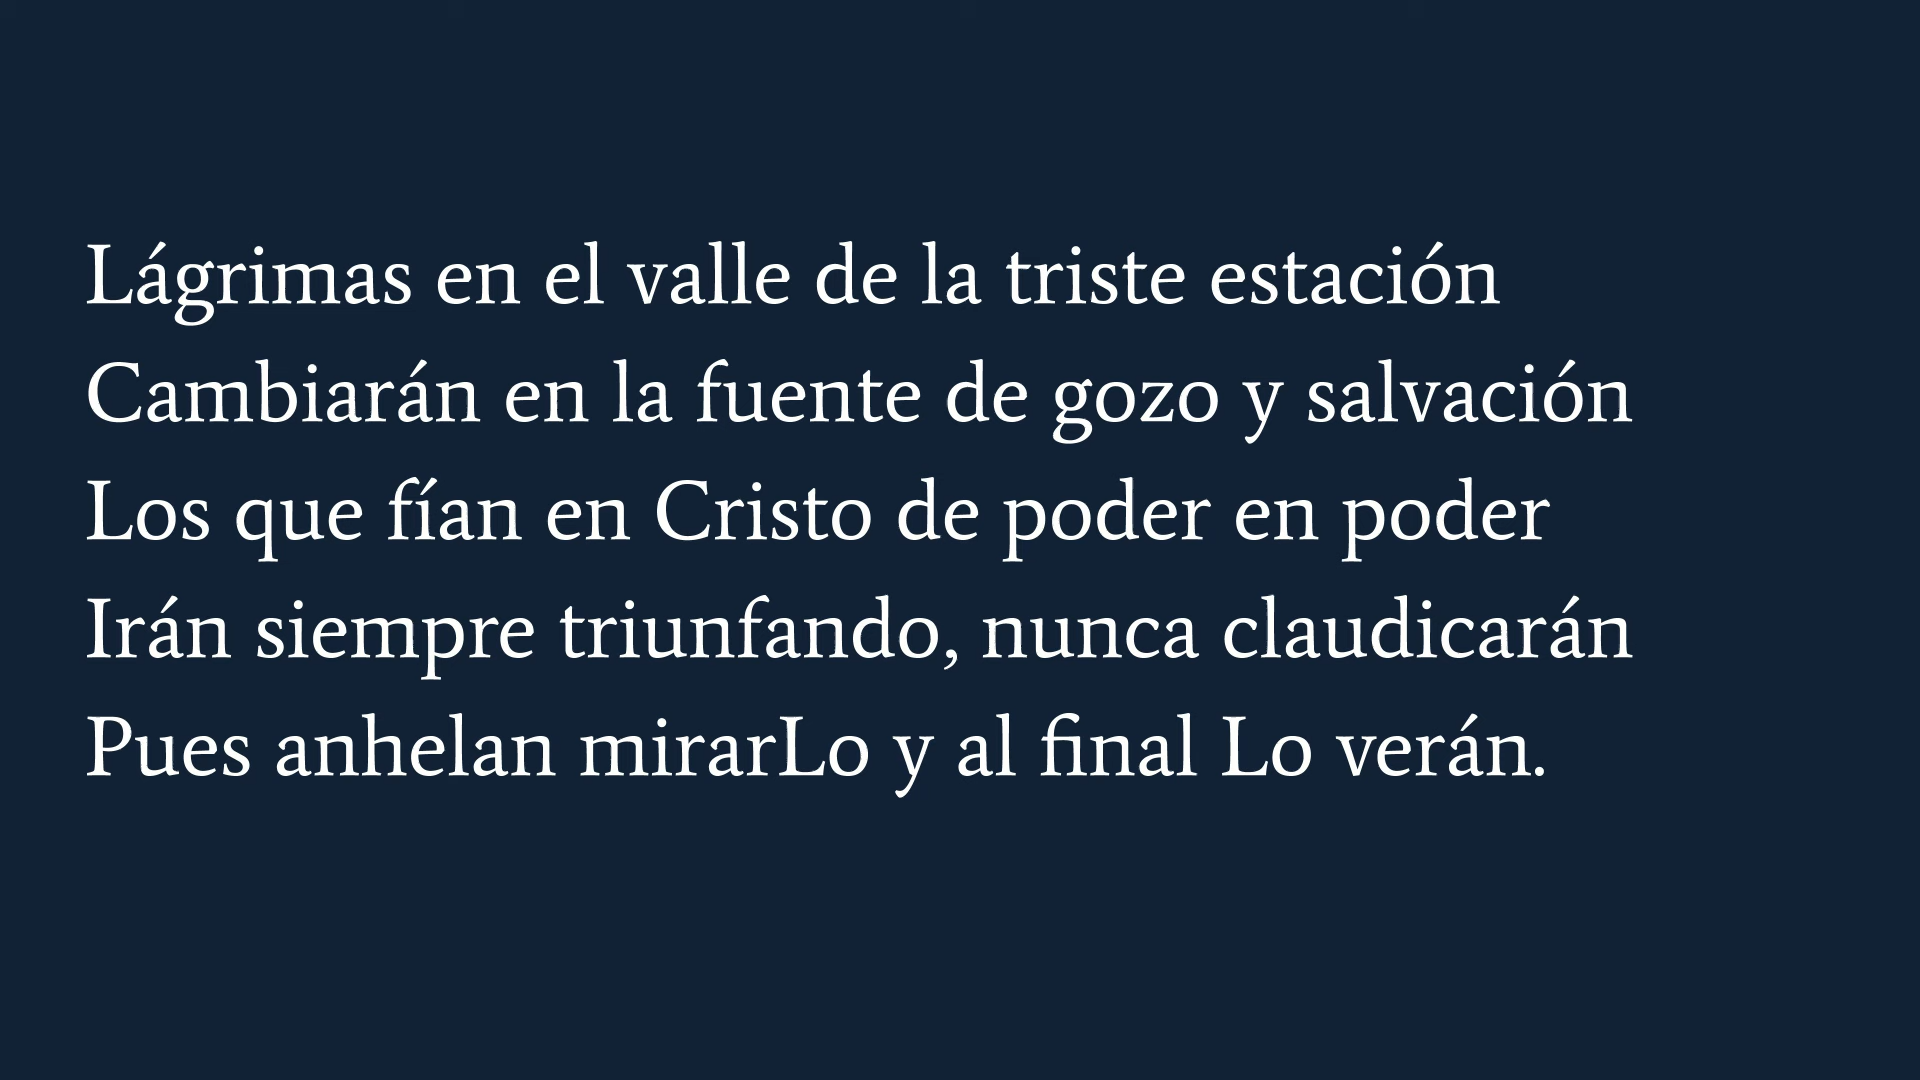 Lágrimas en el valle de la triste estación
Cambiarán en la fuente de gozo y salvación
Los que fían en Cristo de poder en poder
Irán siempre triunfando, nunca claudicarán
Pues anhelan mirarLo y al final Lo verán.